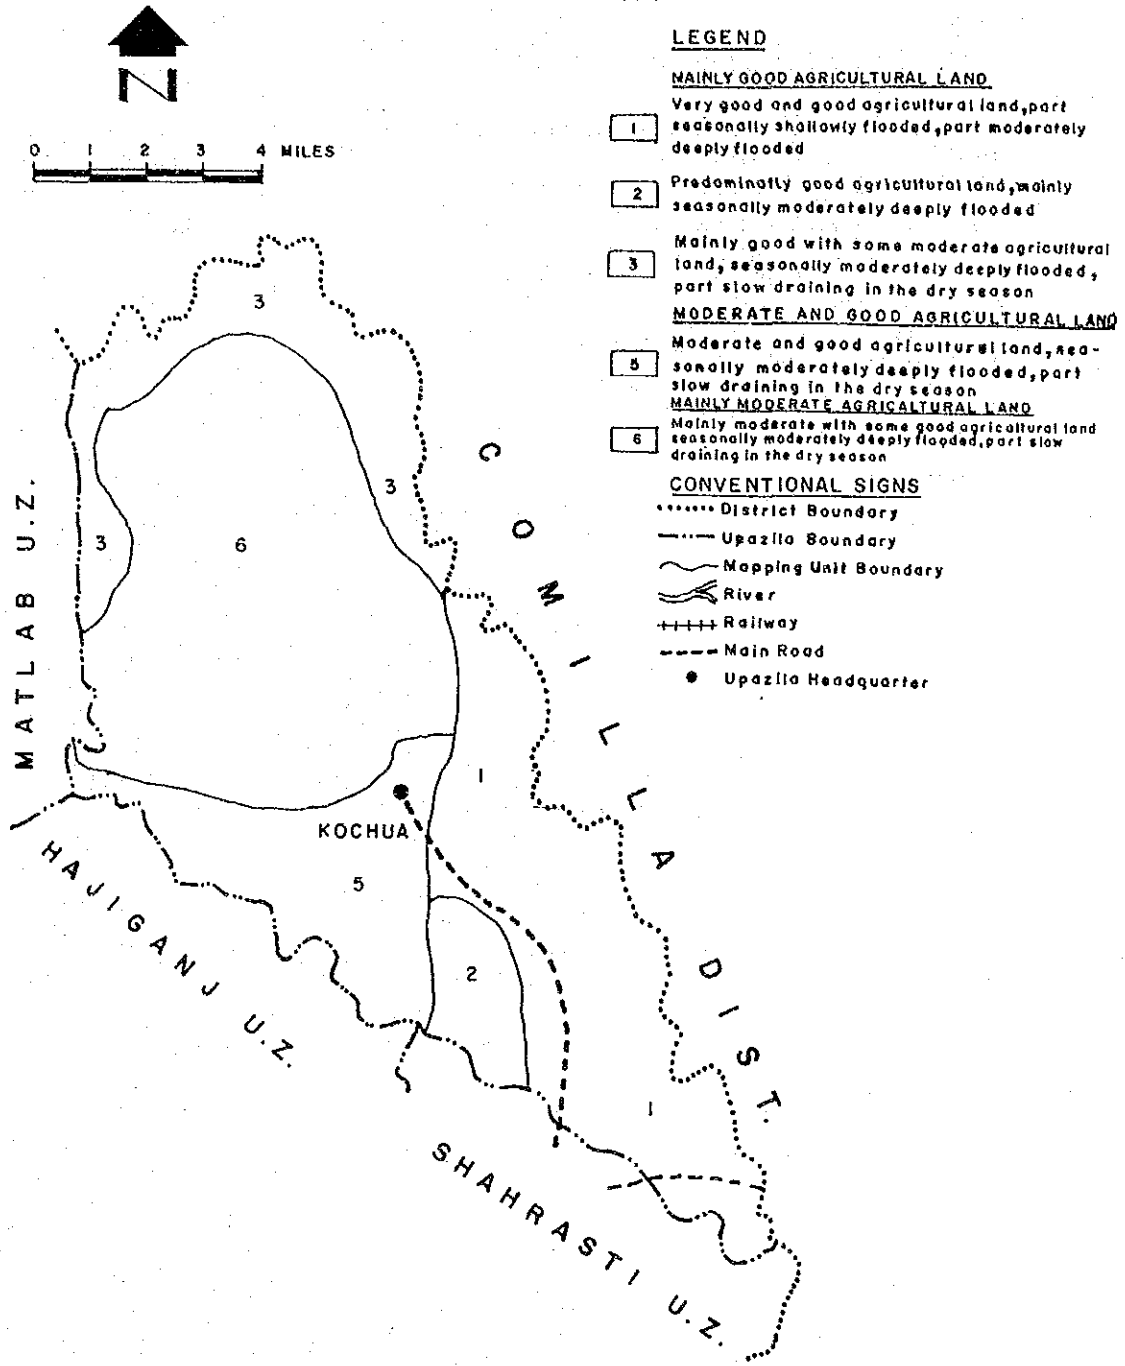 N
0 1 2 3 4 MILES
LEGEND
MAINLY GOOD AGRICULTURAL LAND
1 Very good and good agricultural land, part
seasonally shallowly flooded, part moderately
deeply flooded
2 Predominatly good agricultural land, mainly
seasonally moderately deeply flooded
3 Mainly good with some moderate agricultural
land, seasonally moderately deeply flooded,
part slow draining in the dry season
MODERATE AND GOOD AGRICULTURAL LAND
5 Moderate and good agricultural land, sea-
sonally moderately deeply flooded, part
slow draining in the dry season
MAINLY MODERATE AGRICALTURAL LAND
6 Mainly moderate with some good agricultural land
seasonally moderately deeply flooded, part slow
draining in the dry season
CONVENTIONAL SIGNS
District Boundary
Upazila Boundary
Mapping Unit Boundary
River
Railway
Main Road
Upazila Headquarter
3
3
3
6
1
KOCHUA
5
2
1
MATLAB U.Z.
HAJIGANJ U.Z.
SHAHRASTI U.Z.
COMILLA DIST.